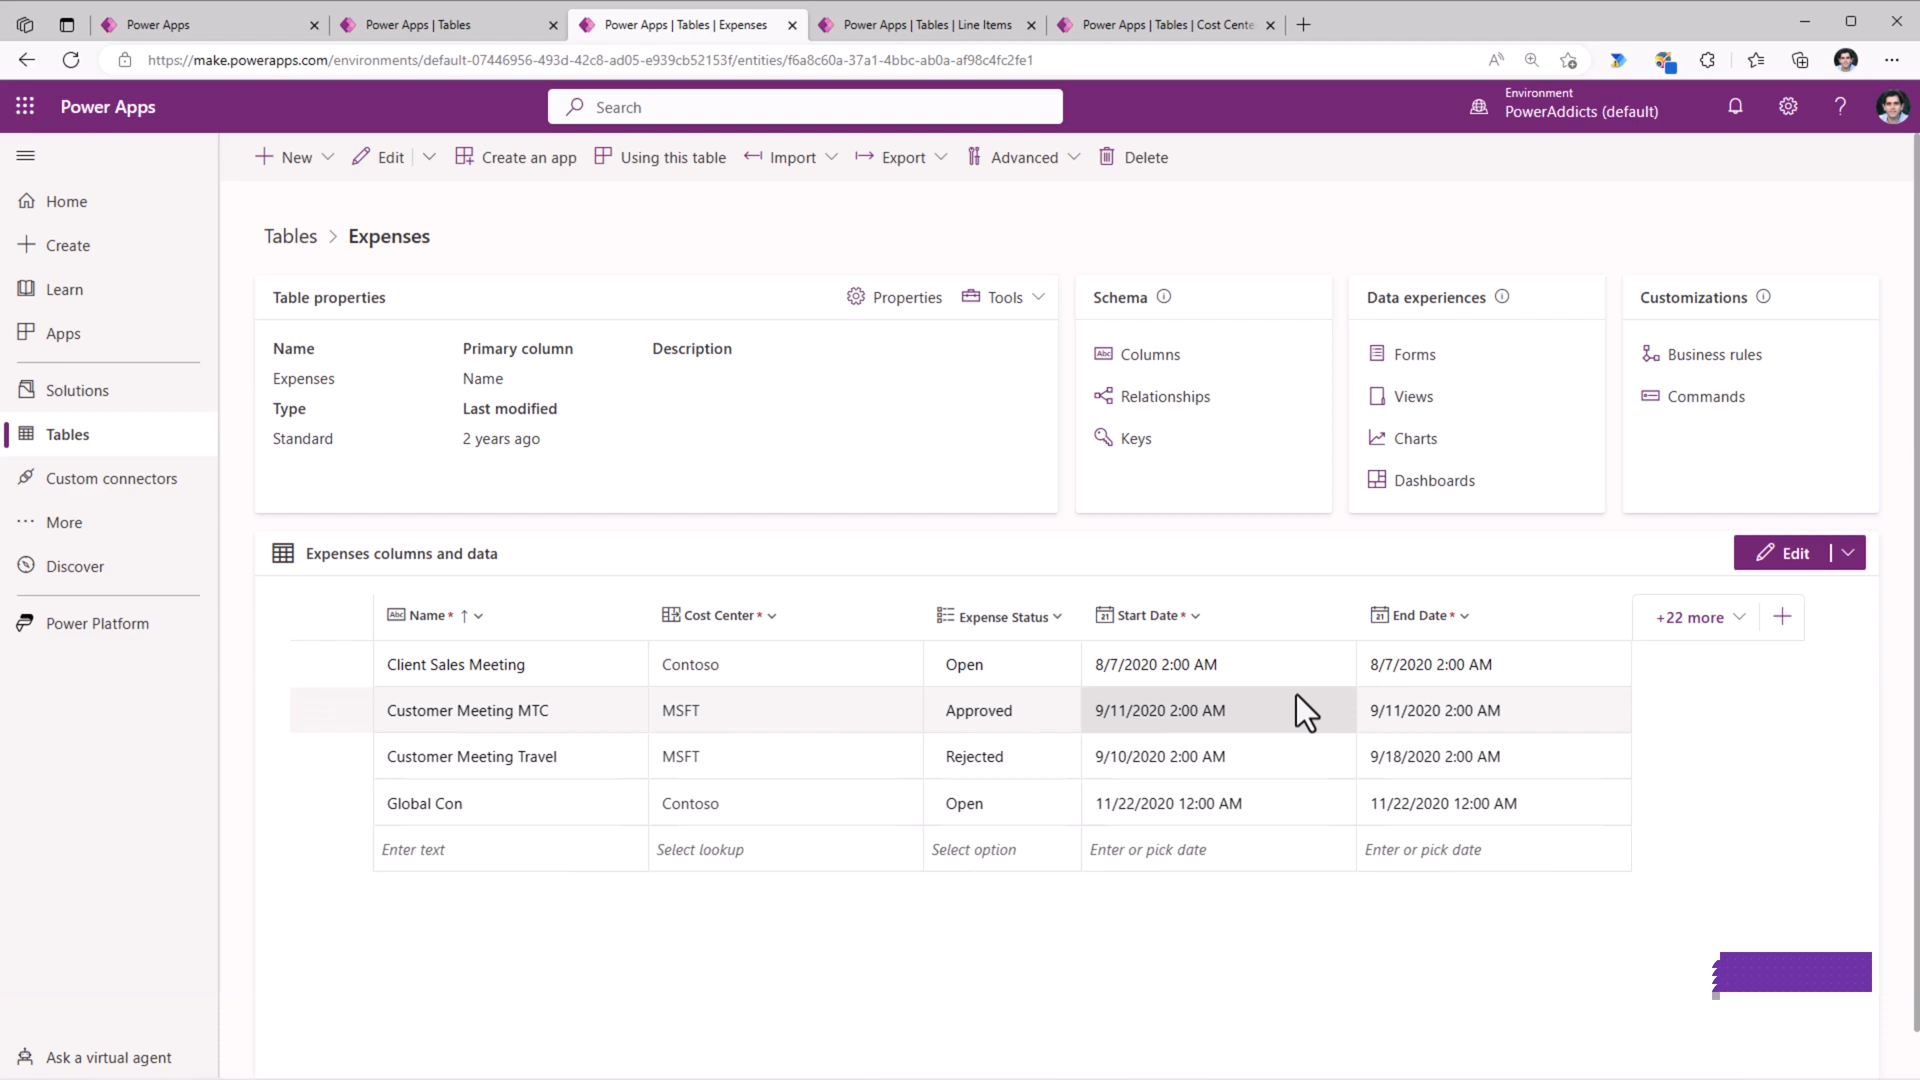 Power Apps
Power Apps | Tables
Power Apps | Tables | Expenses
Power Apps | Tables | Line Items
Power Apps | Tables | Cost Cente
https://make.powerapps.com/environments/default-07446956-493d-42c8-ad05-e939cb52153f/entities/f6a8c60a-37a1-4bbc-ab0a-af98c4fc2fe1
Power Apps
Search
Environment
PowerAddicts (default)
New
Edit
Create an app
Using this table
Import
Export
Advanced
Delete
Home
Create
Learn
Apps
Solutions
Tables
Custom connectors
More
Discover
Power Platform
Ask a virtual agent
Tables > Expenses
Table properties
Properties
Tools
Name Primary column Description
Expenses Name
Type Last modified
Standard 2 years ago
Schema
Columns
Relationships
Keys
Data experiences
Forms
Views
Charts
Dashboards
Customizations
Business rules
Commands
Expenses columns and data
Edit
Name * Cost Center * Expense Status Start Date * End Date * +22 more
Client Sales Meeting Contoso Open 8/7/2020 2:00 AM 8/7/2020 2:00 AM
Customer Meeting MTC MSFT Approved 9/11/2020 2:00 AM 9/11/2020 2:00 AM
Customer Meeting Travel MSFT Rejected 9/10/2020 2:00 AM 9/18/2020 2:00 AM
Global Con Contoso Open 11/22/2020 12:00 AM 11/22/2020 12:00 AM
Enter text Select lookup Select option Enter or pick date Enter or pick date